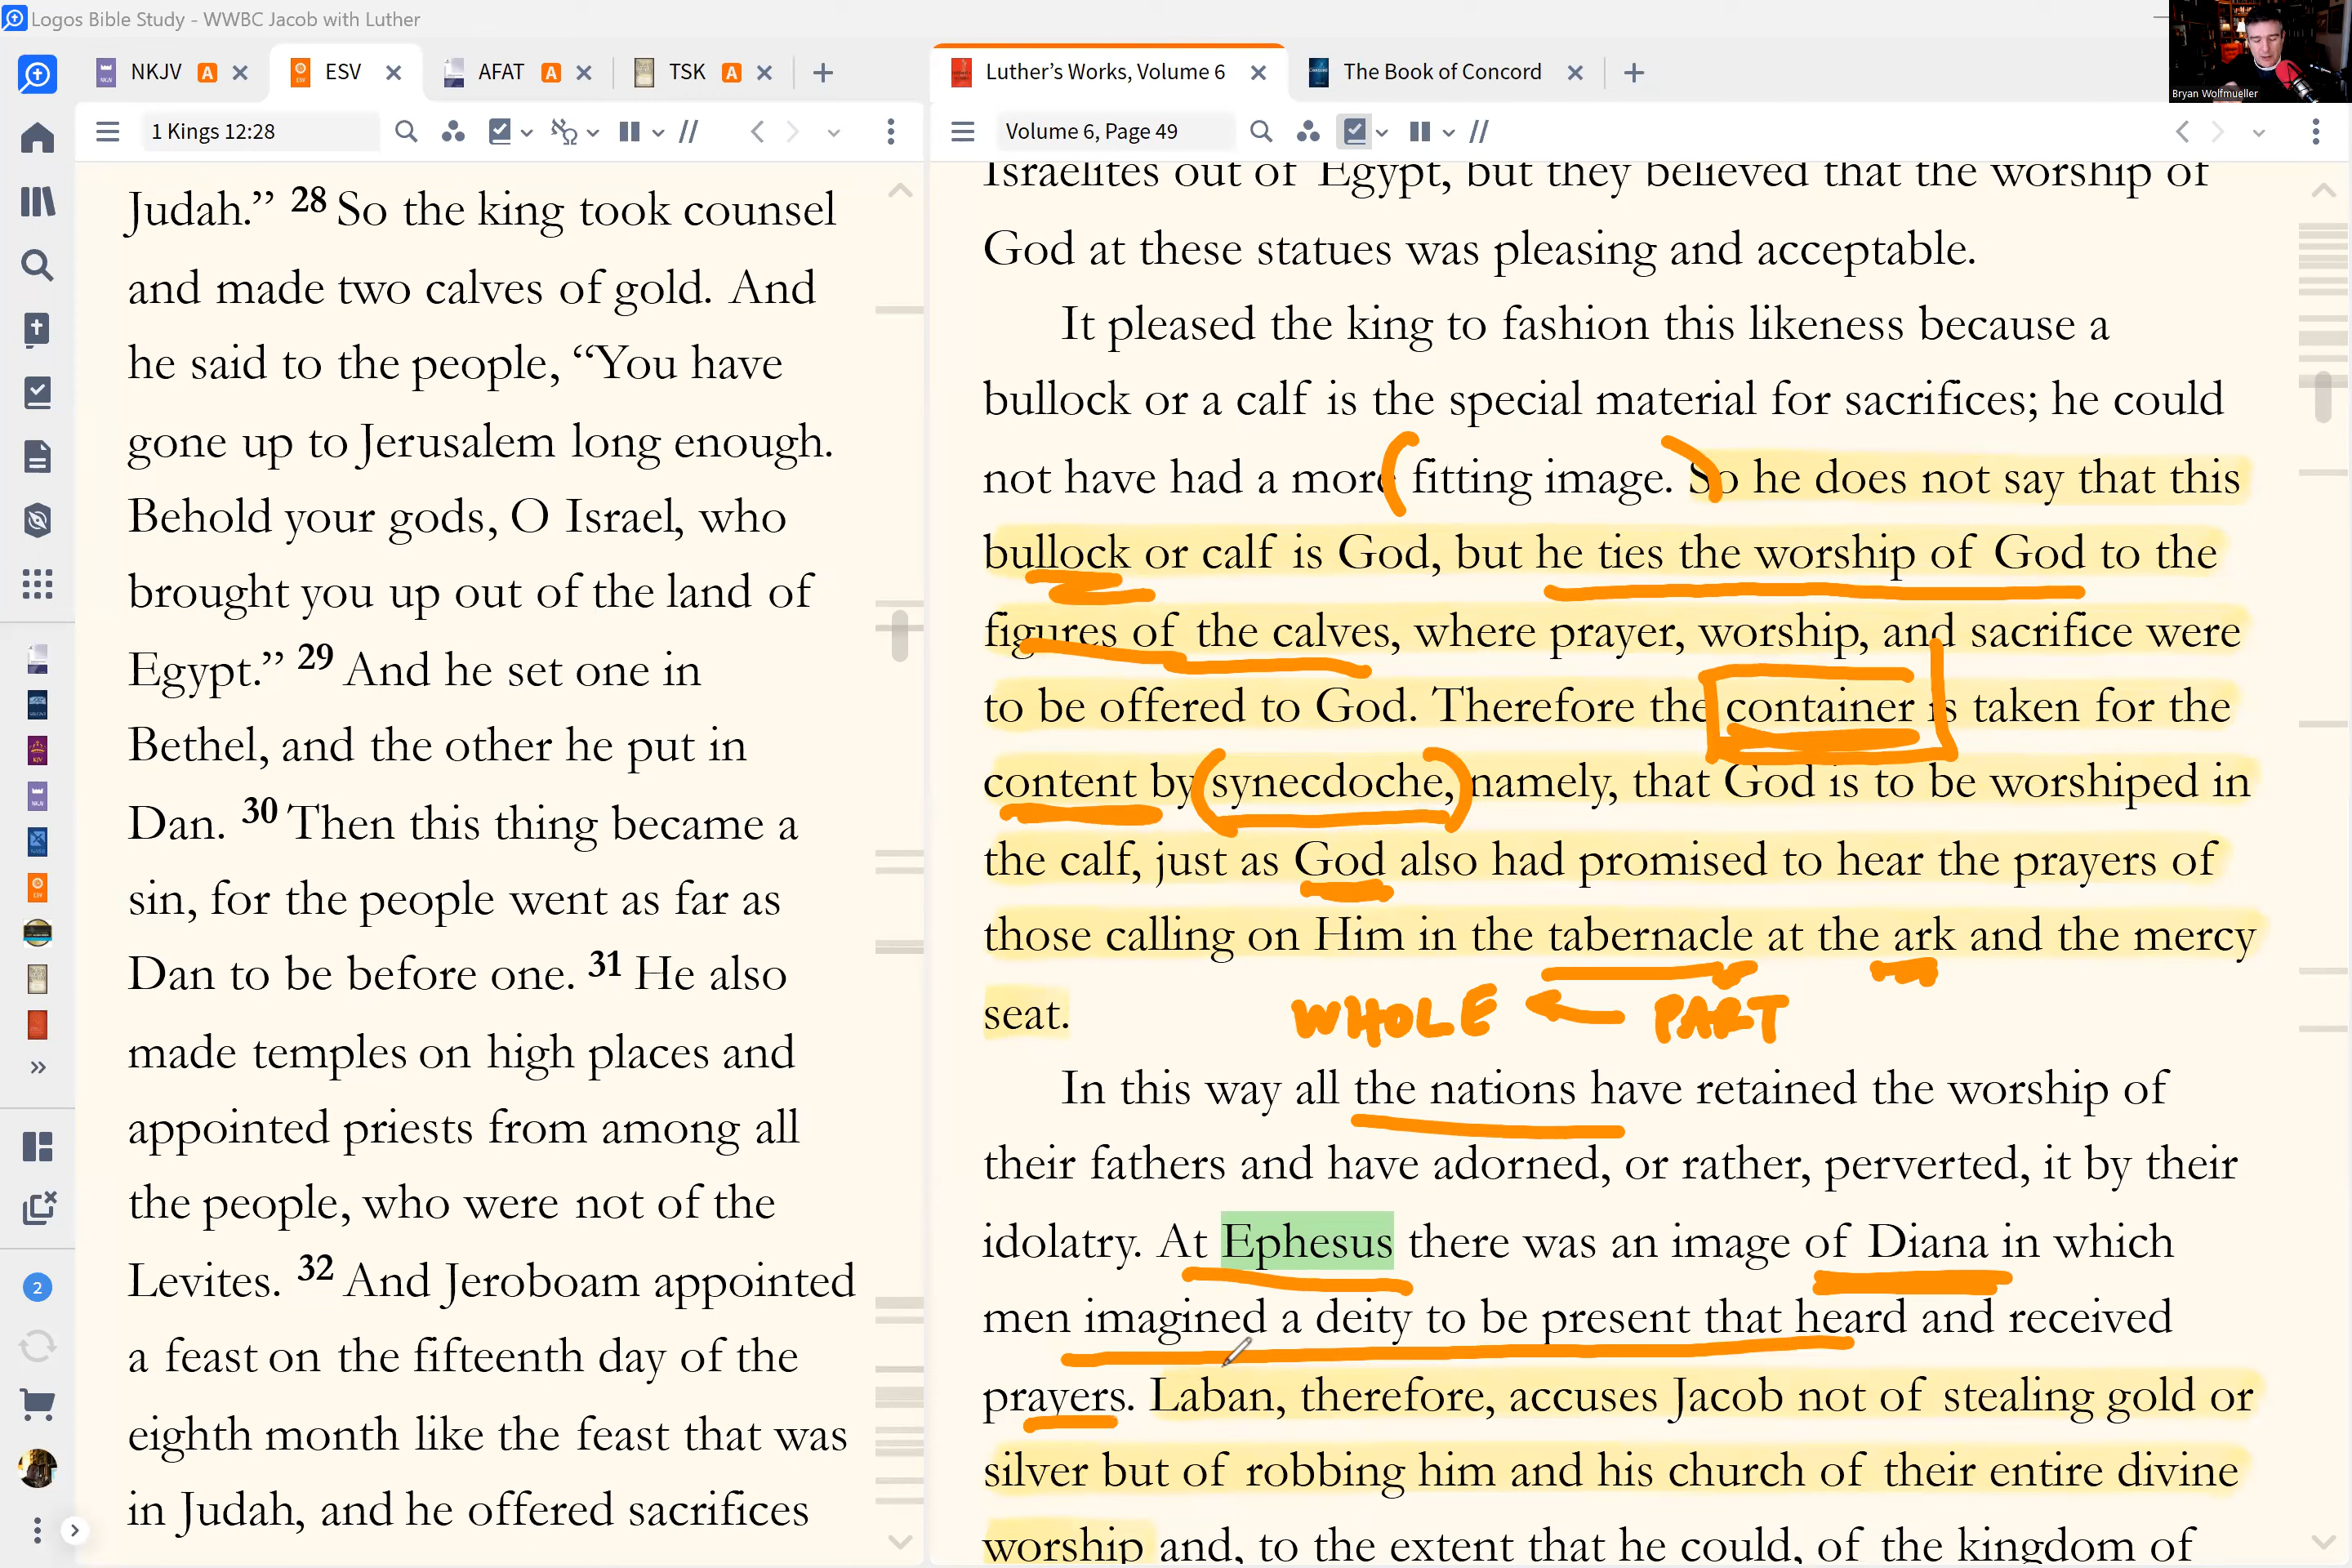 Logos Bible Study - WWBC Jacob with Luther
NKJV A
ESV
AFAT A
TSK A
Luther's Works, Volume 6
The Book of Concord
Bryan Wolfmueller
1 Kings 12:28
Volume 6, Page 49
Judah.” 28 So the king took counsel
and made two calves of gold. And
he said to the people, “You have
gone up to Jerusalem long enough.
Behold your gods, O Israel, who
brought you up out of the land of
Egypt.” 29 And he set one in
Bethel, and the other he put in
Dan. 30 Then this thing became a
sin, for the people went as far as
Dan to be before one. 31 He also
made temples on high places and
appointed priests from among all
the people, who were not of the
Levites. 32 And Jeroboam appointed
a feast on the fifteenth day of the
eighth month like the feast that was
in Judah, and he offered sacrifices
Israelites out of Egypt, but they believed that the worship of
God at these statues was pleasing and acceptable.
It pleased the king to fashion this likeness because a
bullock or a calf is the special material for sacrifices; he could
not have had a more fitting image. So he does not say that this
bullock or calf is God, but he ties the worship of God to the
figures of the calves, where prayer, worship, and sacrifice were
to be offered to God. Therefore the container is taken for the
content by synecdoche, namely, that God is to be worshiped in
the calf, just as God also had promised to hear the prayers of
those calling on Him in the tabernacle at the ark and the mercy
seat.
WHOLE ← PART
In this way all the nations have retained the worship of
their fathers and have adorned, or rather, perverted, it by their
idolatry. At Ephesus there was an image of Diana in which
men imagined a deity to be present that heard and received
prayers. Laban, therefore, accuses Jacob not of stealing gold or
silver but of robbing him and his church of their entire divine
worship and, to the extent that he could, of the kingdom of
2